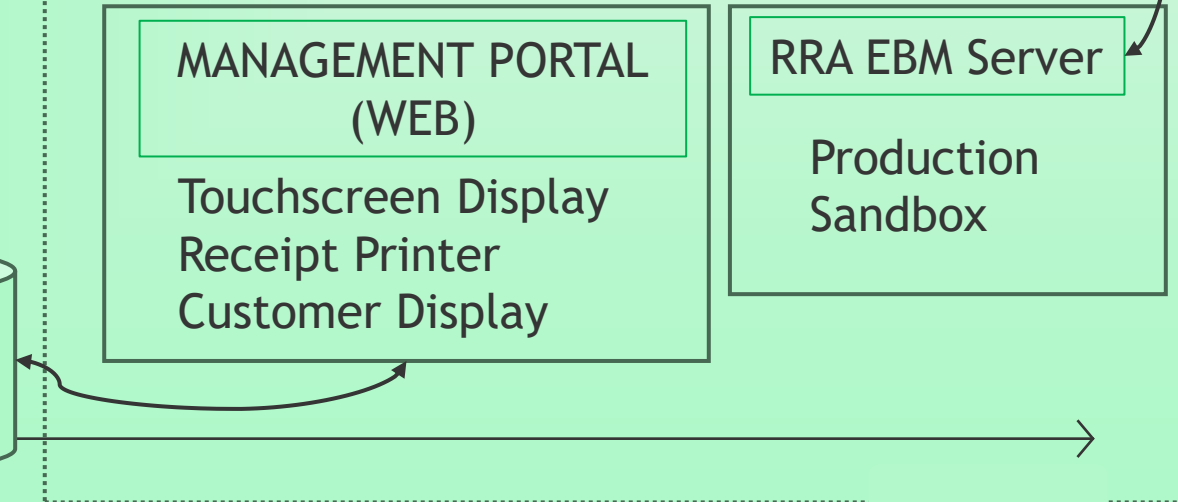 MANAGEMENT PORTAL
(WEB)
Touchscreen Display
Receipt Printer
Customer Display
RRA EBM Server
Production
Sandbox